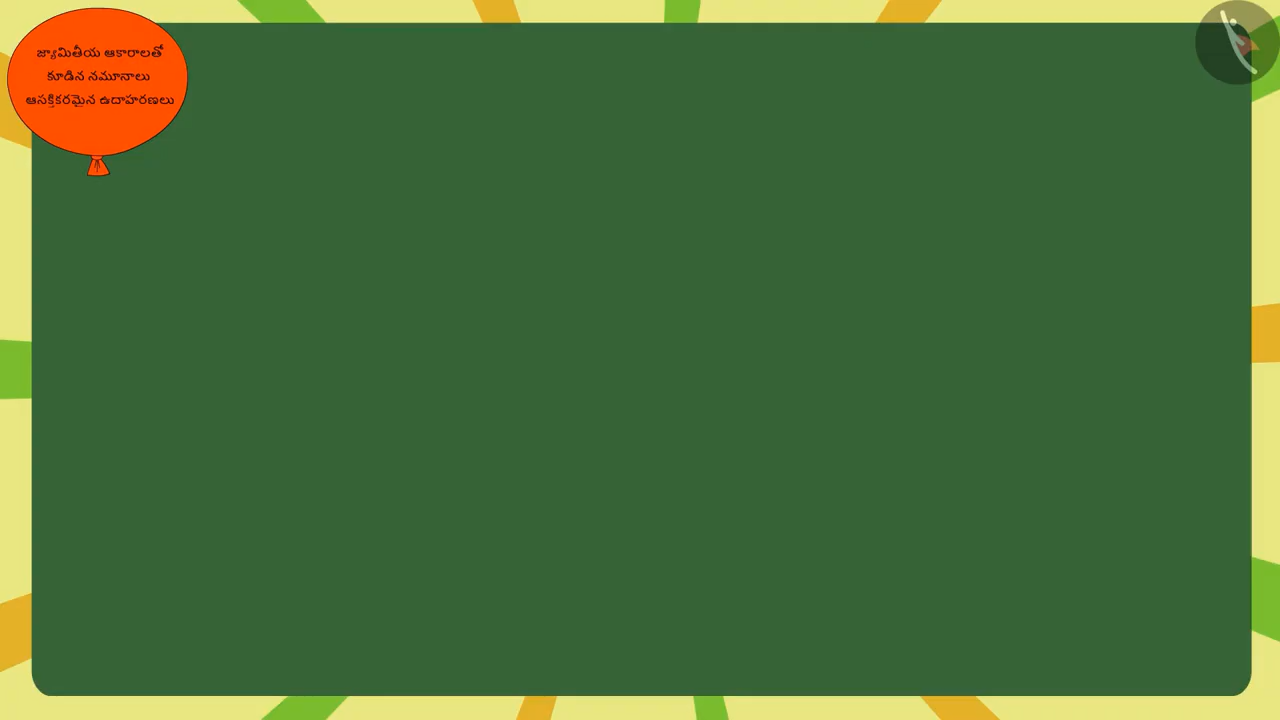 జ్యామితీయ ఆకారాలతో
కూడిన నమూనాలు
ఆసక్తికరమైన ఉదాహరణలు